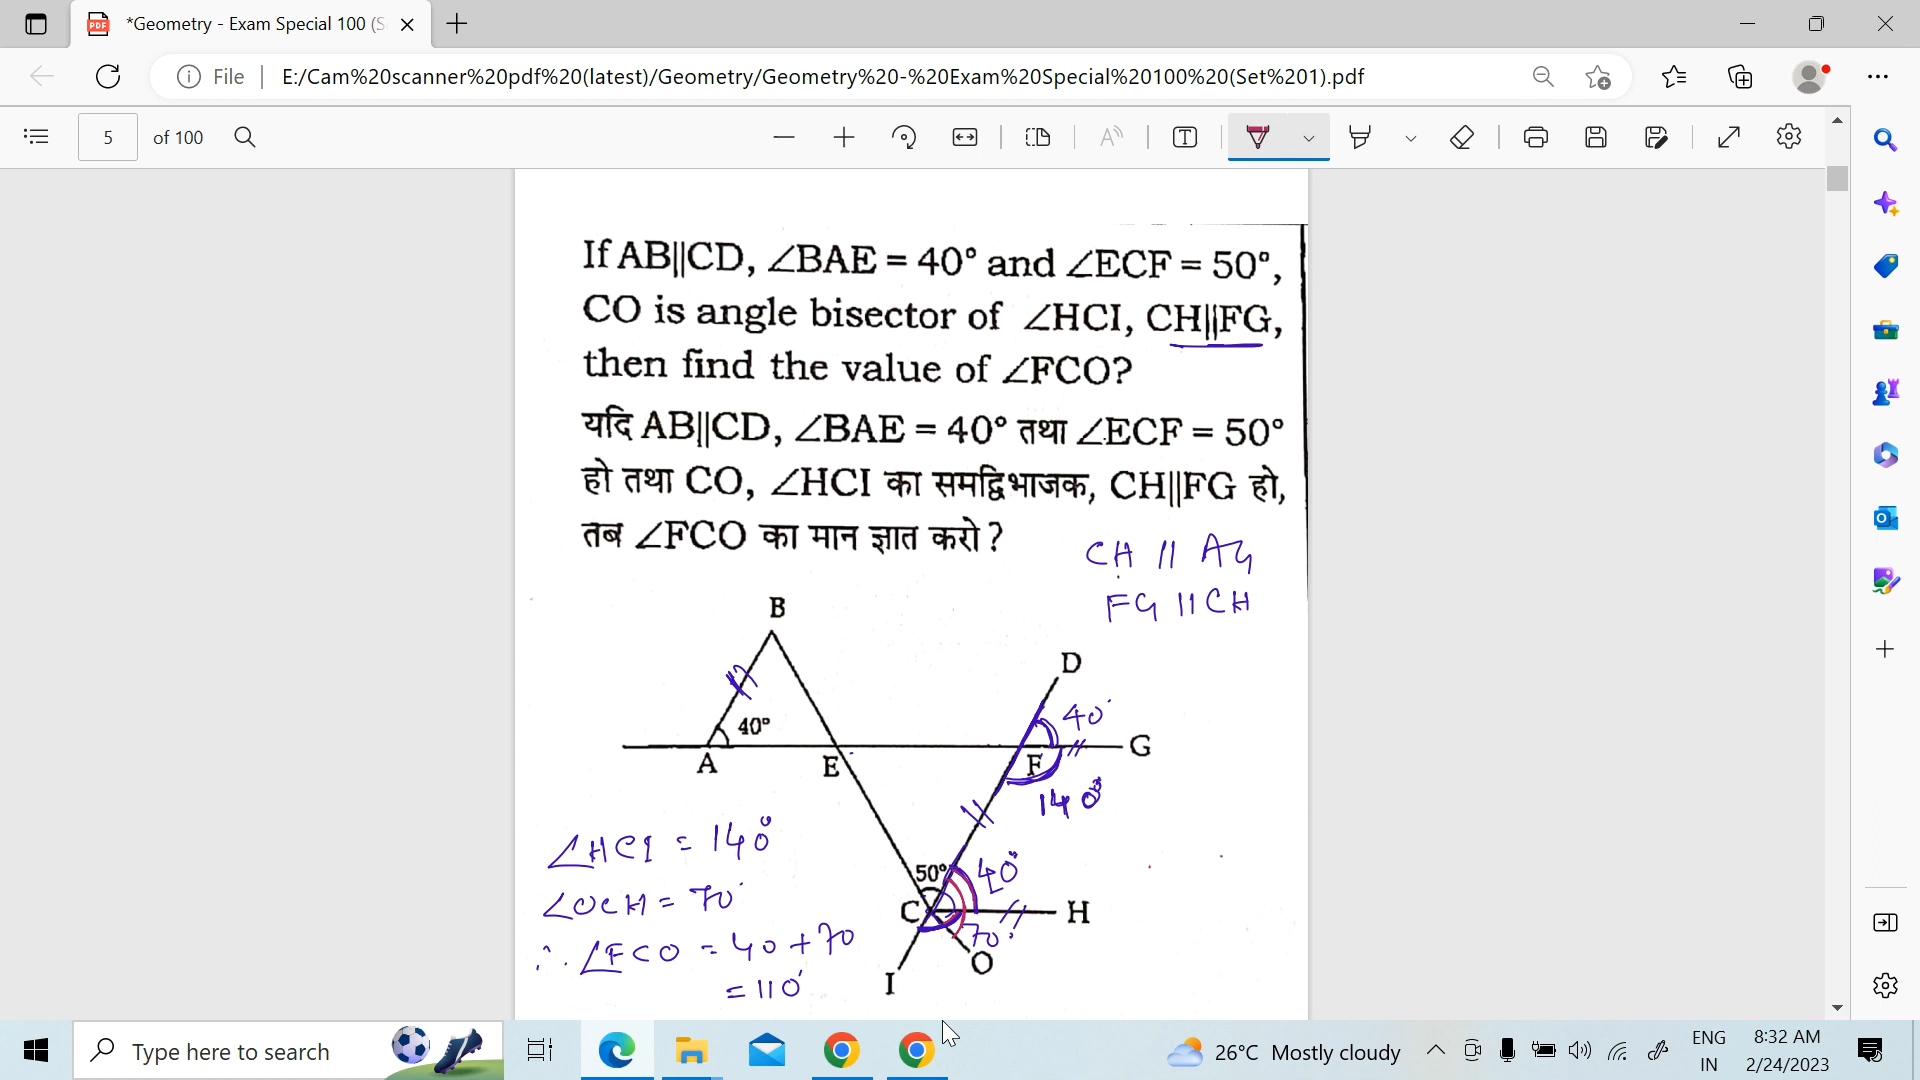 *Geometry - Exam Special 100 (S
File
E:/Cam%20scanner%20pdf%20(latest)/Geometry/Geometry%20-%20Exam%20Special%20100%20(Set%201).pdf
5 of 100
If AB||CD, ∠BAE = 40° and ∠ECF = 50°,
CO is angle bisector of ∠HCI, CH||FG,
then find the value of ∠FCO?
यदि AB||CD, ∠BAE = 40° तथा ∠ECF = 50°
हो तथा CO, ∠HCI का समद्विभाजक, CH||FG हो,
तब ∠FCO का मान ज्ञात करो?
CH || AG
FG || CH
B
D
40°
40°
A
E
F
G
140°
∠HCI = 140°
50°
40°
∠OCH = 70°
C
H
70°
∴ ∠FCO = 40 + 70
O
= 110°
I
Type here to search
26°C Mostly cloudy
ENG
IN
8:32 AM
2/24/2023